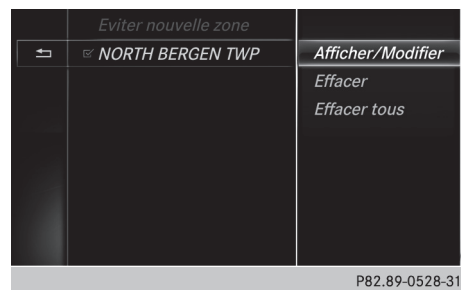 Eviter nouvelle zone
NORTH BERGEN TWP
Afficher/Modifier
Effacer
Effacer tous
P82.89-0528-31